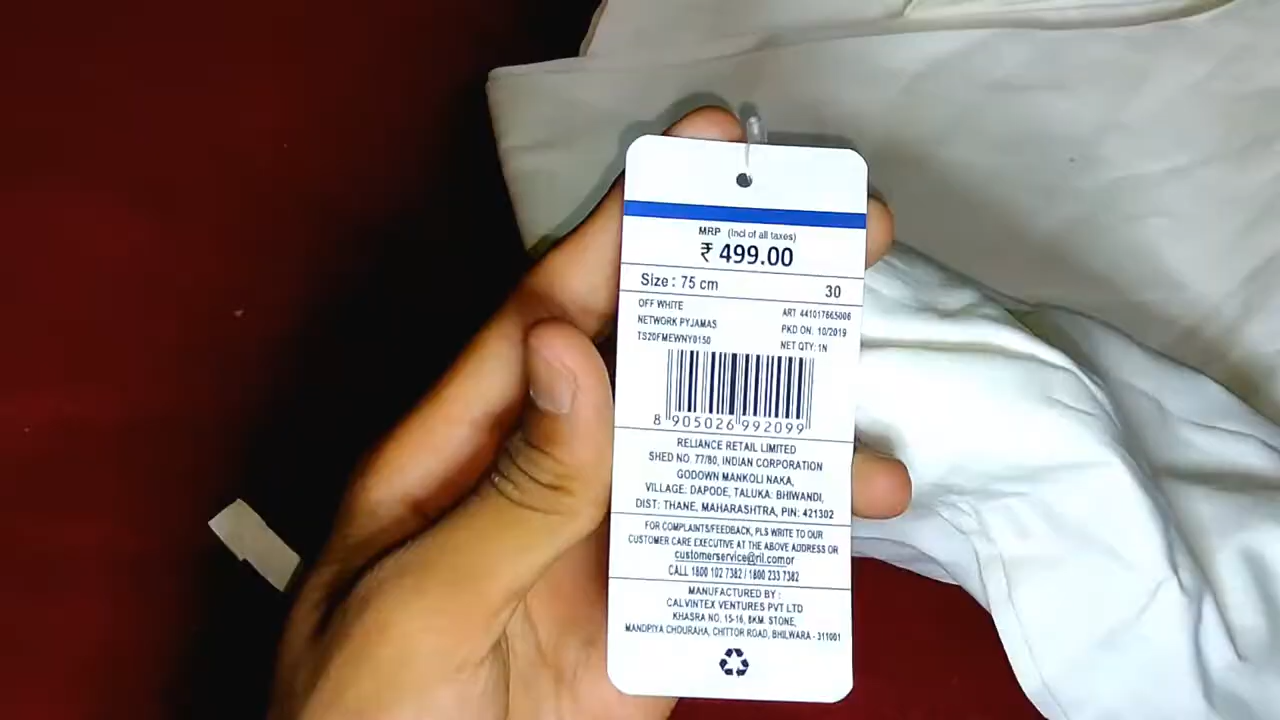 MRP (Incl of all taxes)
₹ 499.00
Size : 75 cm 30
OFF WHITE ART 441017665006
NETWORK PYJAMAS PKD ON: 10/2019
TS20FMEWNY0150 NET QTY: 1N
8 905026 992099
RELIANCE RETAIL LIMITED
SHED NO. 77/80, INDIAN CORPORATION
GODOWN MANKOLI NAKA,
VILLAGE: DAPODE, TALUKA: BHIWANDI,
DIST: THANE, MAHARASHTRA, PIN: 421302
FOR COMPLAINTS/FEEDBACK, PLS WRITE TO OUR
CUSTOMER CARE EXECUTIVE AT THE ABOVE ADDRESS OR
customerservice@ril.comor
CALL 1800 102 7382 / 1800 233 7382
MANUFACTURED BY :
CALVINTEX VENTURES PVT LTD
KHASRA NO. 15-16, 8KM. STONE,
MANDPIYA CHOURAHA, CHITTOR ROAD, BHILWARA - 311001